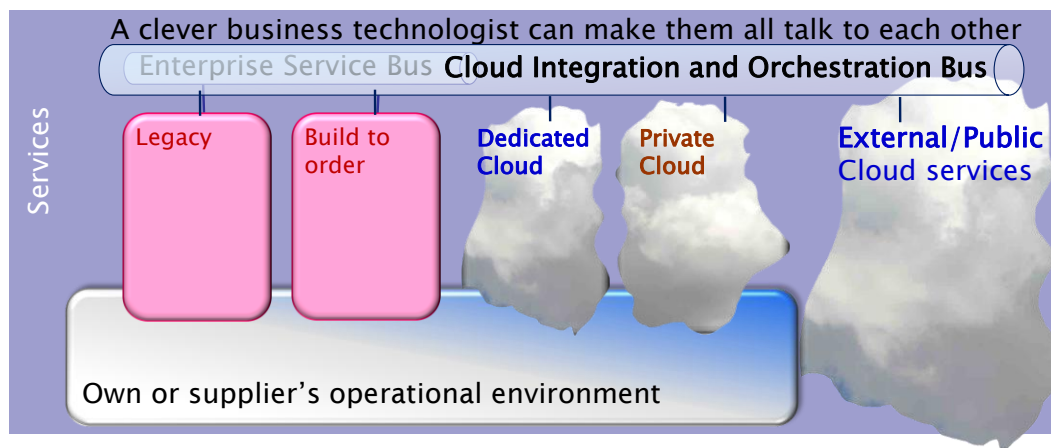 A clever business technologist can make them all talk to each other
Enterprise Service Bus Cloud Integration and Orchestration Bus
Services
Legacy
Build to
order
Dedicated
Cloud
Private
Cloud
External/Public
Cloud services
Own or supplier’s operational environment